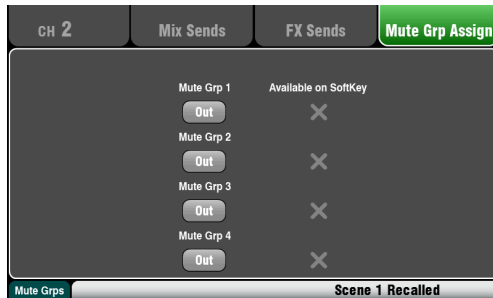 CH 2 Mix Sends FX Sends Mute Grp Assign
Mute Grp 1 Available on SoftKey
Out
Mute Grp 2
Out
Mute Grp 3
Out
Mute Grp 4
Out
Mute Grps Scene 1 Recalled